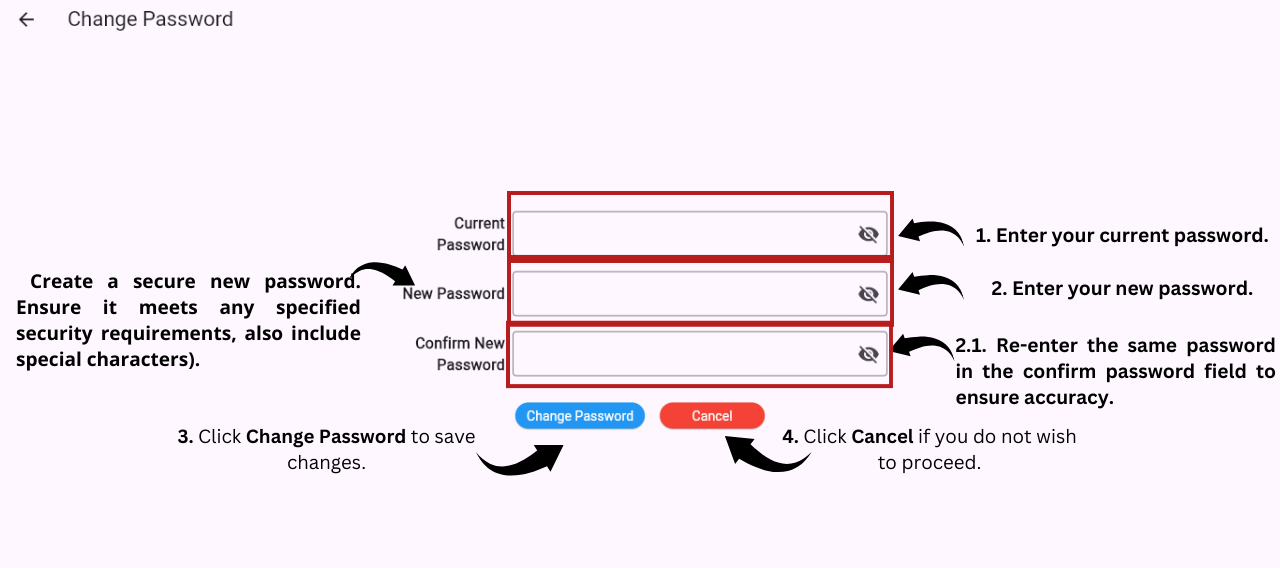 Change Password
Current
Password
1. Enter your current password.
Create a secure new password.
Ensure it meets any specified
security requirements, also include
special characters).
New Password
2. Enter your new password.
Confirm New
Password
2.1. Re-enter the same password
in the confirm password field to
ensure accuracy.
Change Password
Cancel
3. Click Change Password to save
changes.
4. Click Cancel if you do not wish
to proceed.